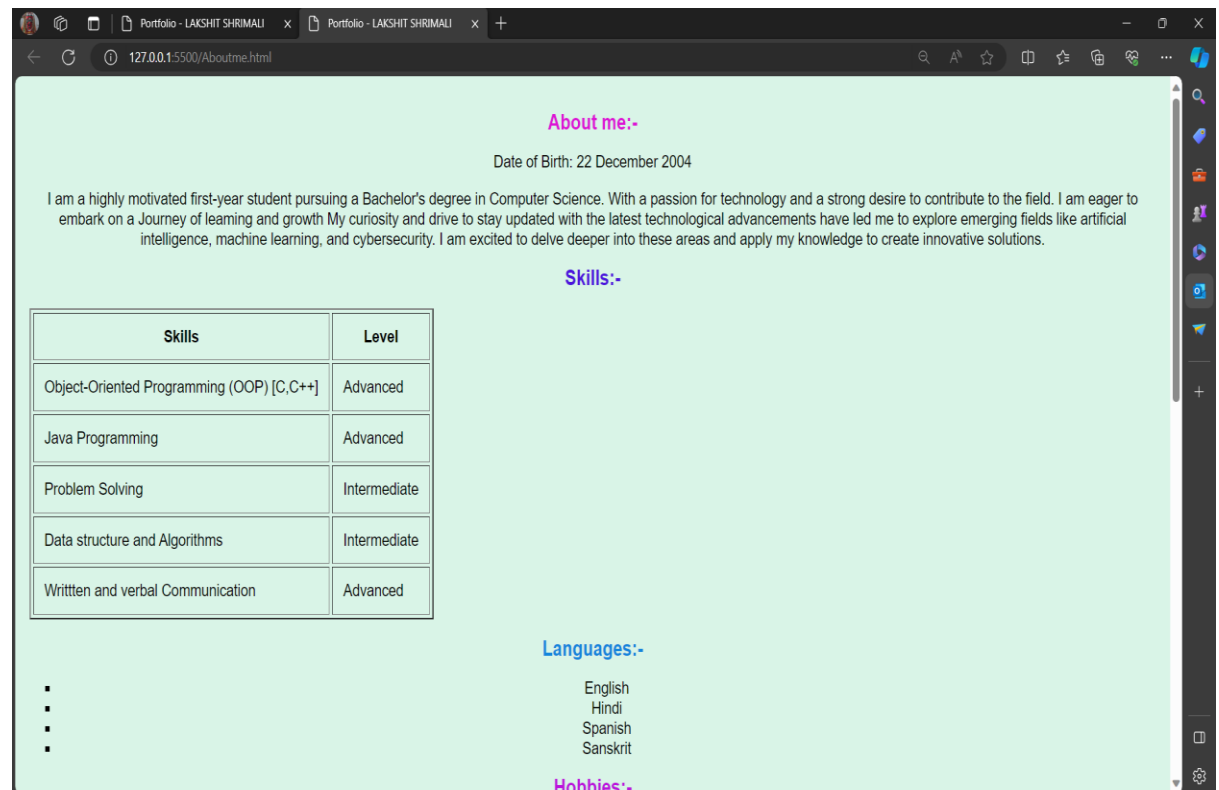 Portfolio - LAKSHIT SHRIMALI
Portfolio - LAKSHIT SHRIMALI
127.0.0.1:5500/Aboutme.html
About me:-
Date of Birth: 22 December 2004
I am a highly motivated first-year student pursuing a Bachelor's degree in Computer Science. With a passion for technology and a strong desire to contribute to the field. I am eager to
embark on a Journey of learning and growth My curiosity and drive to stay updated with the latest technological advancements have led me to explore emerging fields like artificial
intelligence, machine learning, and cybersecurity. I am excited to delve deeper into these areas and apply my knowledge to create innovative solutions.
Skills:-
Skills Level
Object-Oriented Programming (OOP) [C,C++] Advanced
Java Programming Advanced
Problem Solving Intermediate
Data structure and Algorithms Intermediate
Writtten and verbal Communication Advanced
Languages:-
English
Hindi
Spanish
Sanskrit
Hobbies:-